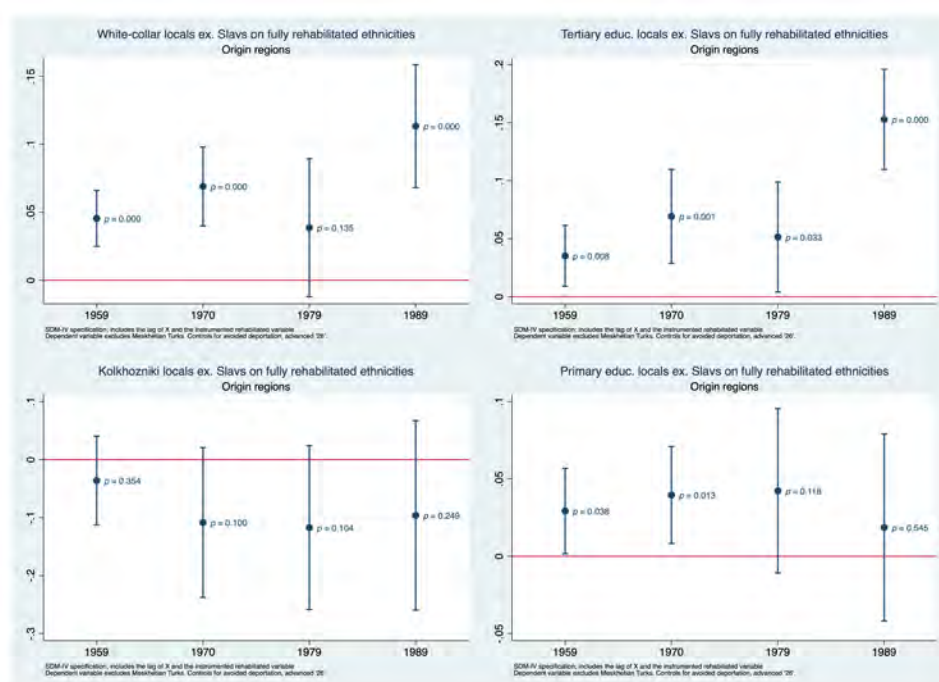 White-collar locals ex. Slavs on fully rehabilitated ethnicities
Origin regions
.15
.1
.05
0
p = 0.000
p = 0.000
p = 0.135
p = 0.000
1959 1970 1979 1989
SDM-IV specification, includes the lag of X and the instrumented rehabilitated variable
Dependent variable excludes Meskhetian Turks. Controls for avoided deportation, advanced '26'.
Tertiary educ. locals ex. Slavs on fully rehabilitated ethnicities
Origin regions
.2
.15
.1
.05
0
p = 0.008
p = 0.001
p = 0.033
p = 0.000
1959 1970 1979 1989
SDM-IV specification, includes the lag of X and the instrumented rehabilitated variable
Dependent variable excludes Meskhetian Turks. Controls for avoided deportation, advanced '26'.
Kolkhozniki locals ex. Slavs on fully rehabilitated ethnicities
Origin regions
.1
0
-.1
-.2
-.3
p = 0.354
p = 0.100
p = 0.104
p = 0.249
1959 1970 1979 1989
SDM-IV specification, includes the lag of X and the instrumented rehabilitated variable
Dependent variable excludes Meskhetian Turks. Controls for avoided deportation, advanced '26'
Primary educ. locals ex. Slavs on fully rehabilitated ethnicities
Origin regions
.1
.05
0
-.05
p = 0.038
p = 0.013
p = 0.118
p = 0.545
1959 1970 1979 1989
SDM-IV specification, includes the lag of X and the instrumented rehabilitated variable
Dependent variable excludes Meskhetian Turks. Controls for avoided deportation, advanced '26'.